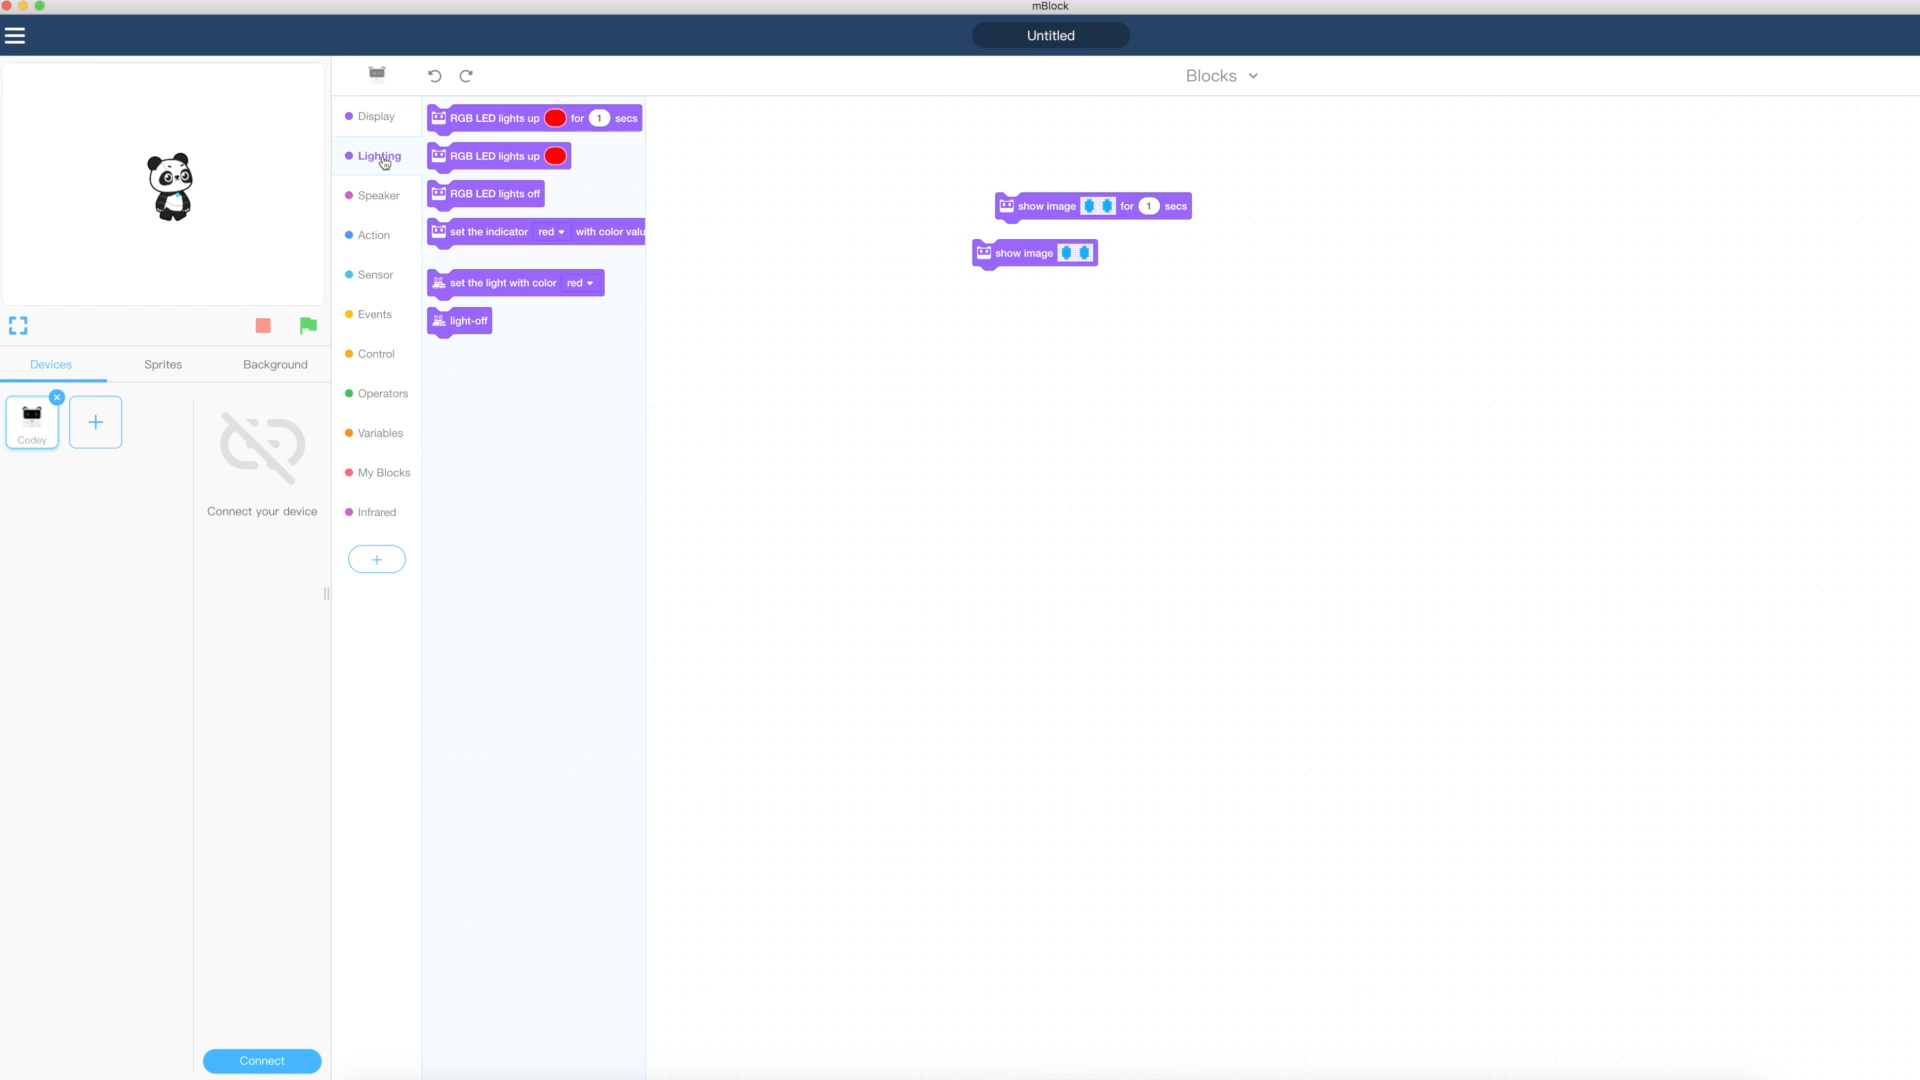 mBlock
Untitled
Blocks
Display
Lighting
Speaker
Action
Sensor
Events
Control
Operators
Variables
My Blocks
Infrared
+
RGB LED lights up for 1 secs
RGB LED lights up
RGB LED lights off
set the indicator red with color valu
set the light with color red
light-off
show image for 1 secs
show image
Devices
Sprites
Background
Codey
+
Connect your device
Connect